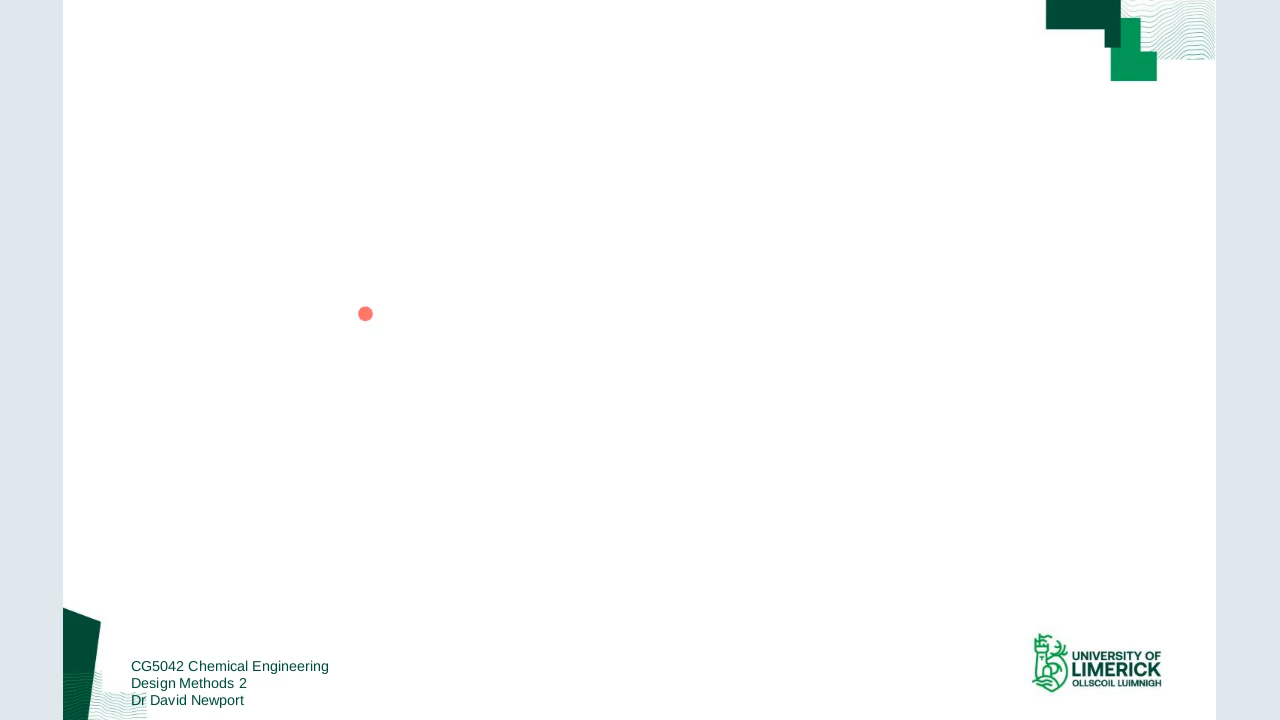 CG5042 Chemical Engineering
Design Methods 2
Dr David Newport
UNIVERSITY OF
LIMERICK
OLLSCOIL LUIMNIGH